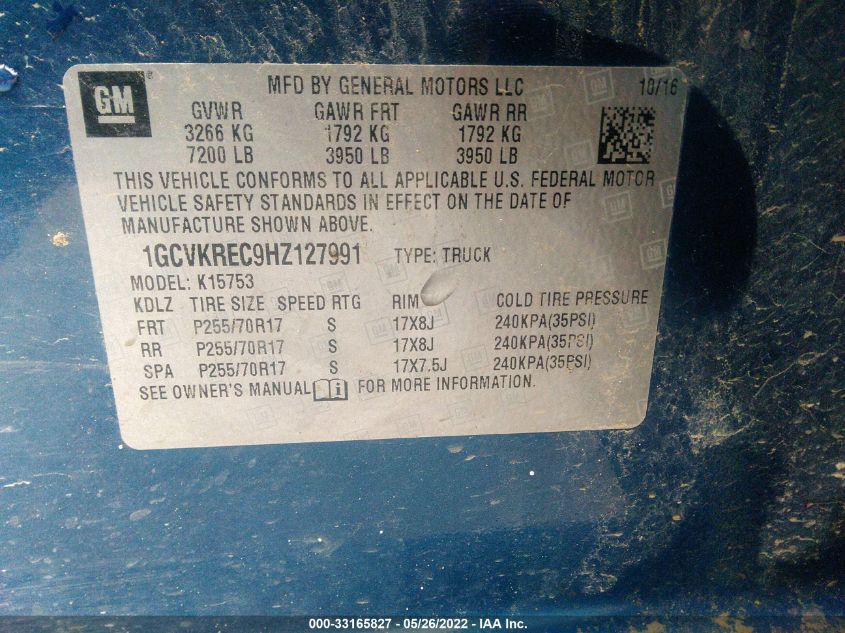 GM®
MFD BY GENERAL MOTORS LLC 10/16
GVWR GAWR FRT GAWR RR
3266 KG 1792 KG 1792 KG
7200 LB 3950 LB 3950 LB
THIS VEHICLE CONFORMS TO ALL APPLICABLE U.S. FEDERAL MOTOR
VEHICLE SAFETY STANDARDS IN EFFECT ON THE DATE OF
MANUFACTURE SHOWN ABOVE.
1GCVKREC9HZ127991 TYPE: TRUCK
MODEL: K15753
KDLZ TIRE SIZE SPEED RTG RIM COLD TIRE PRESSURE
FRT P255/70R17 S 17X8J 240KPA(35PSI)
RR P255/70R17 S 17X8J 240KPA(35PSI)
SPA P255/70R17 S 17X7.5J 240KPA(35PSI)
SEE OWNER'S MANUAL i FOR MORE INFORMATION.
000-33165827 - 05/26/2022 - IAA Inc.